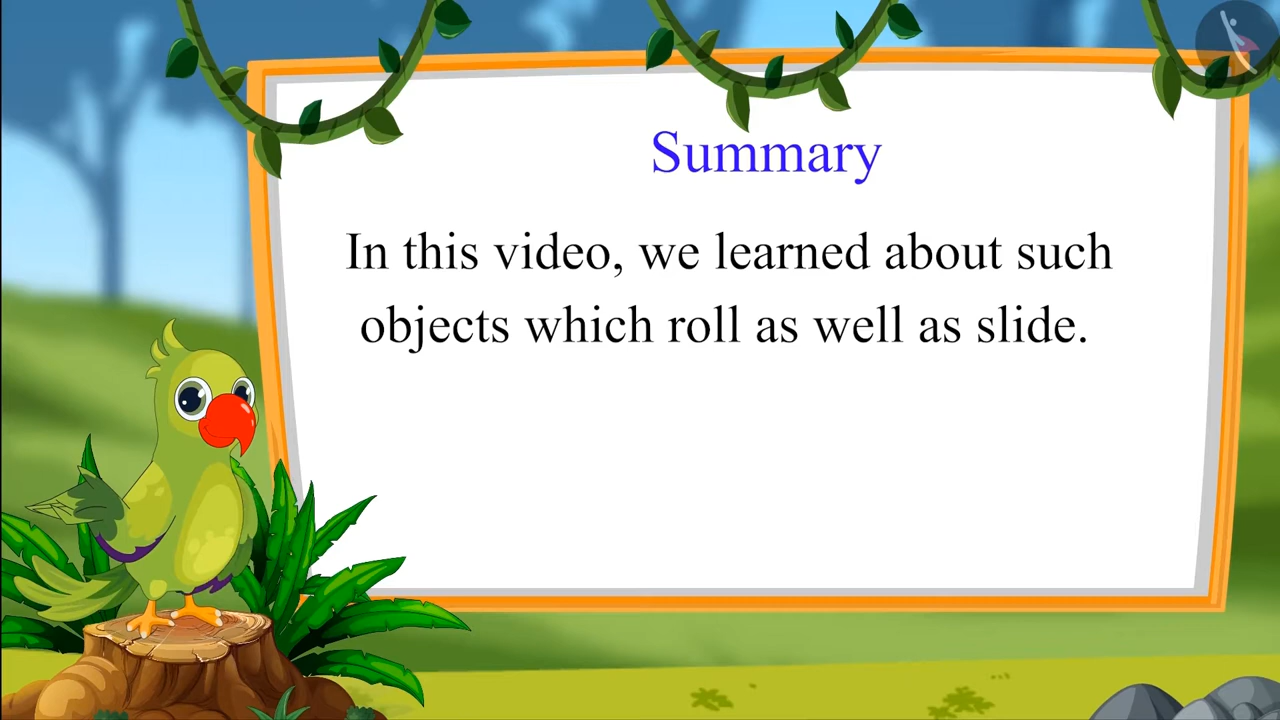 Summary
In this video, we learned about such
objects which roll as well as slide.